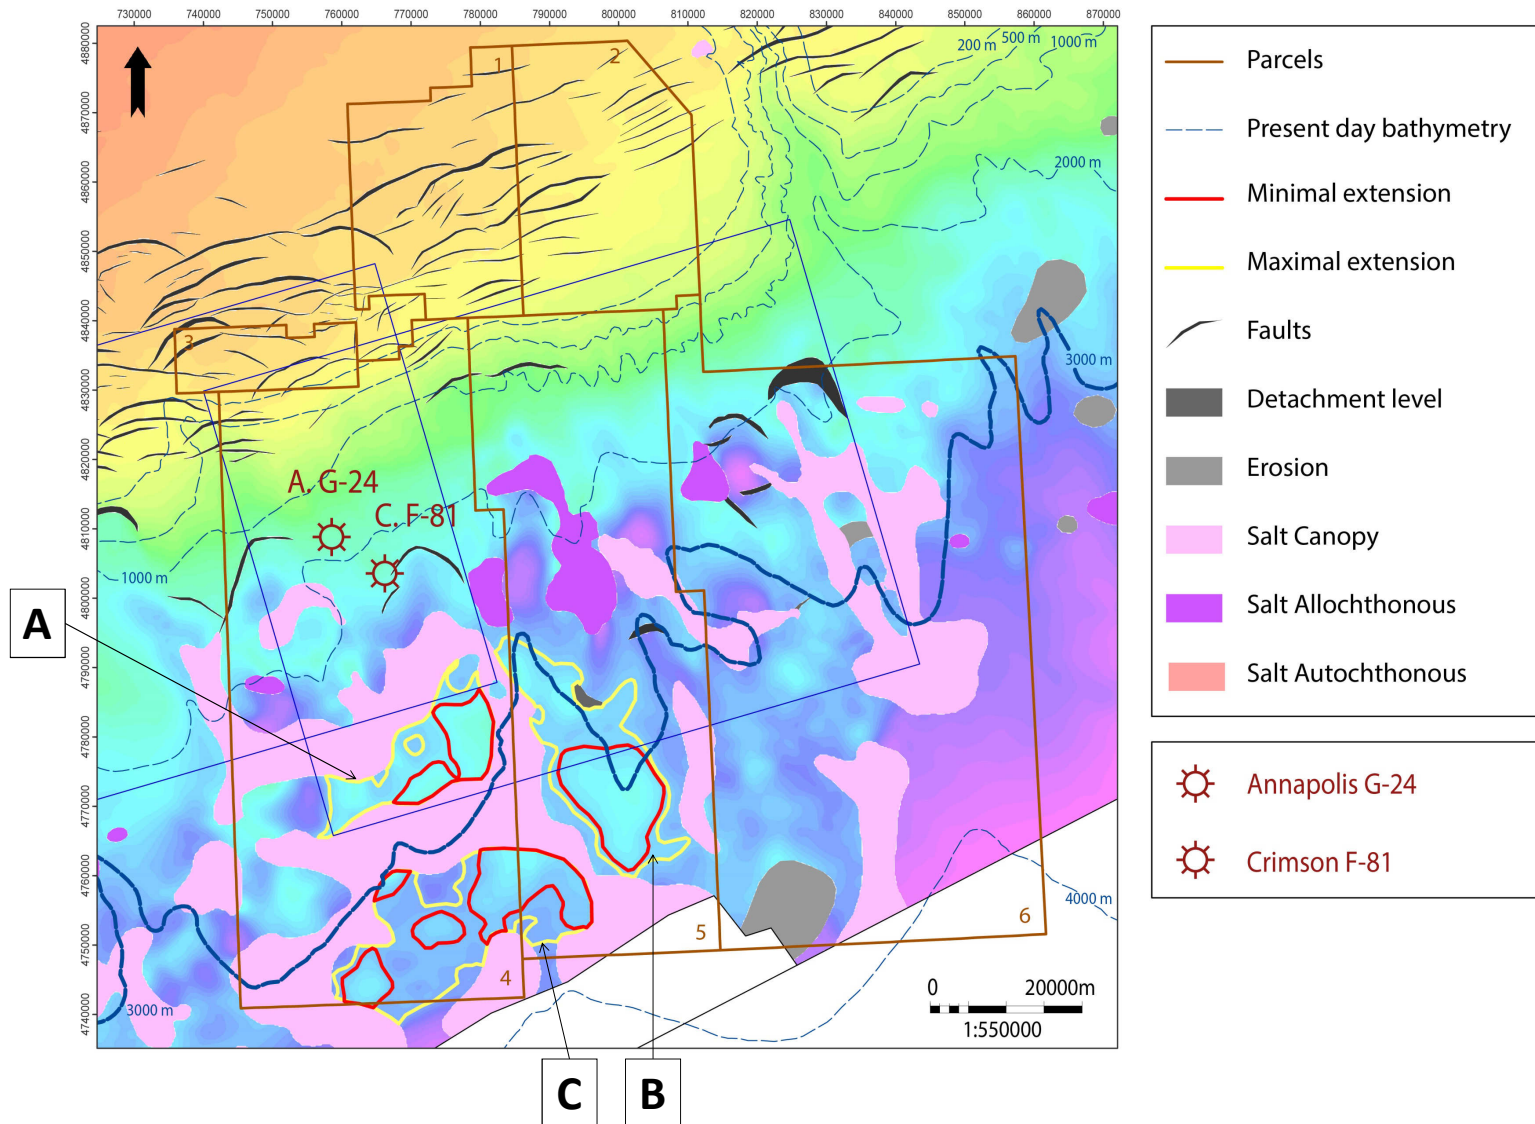 730000 740000 750000 760000 770000 780000 790000 800000 810000 820000 830000 840000 850000 860000 870000
4880000
4870000
4860000
4850000
4840000
4830000
4820000
4810000
4800000
4790000
4780000
4770000
4760000
4750000
4740000
200 m 500 m 1000 m
1
2
2000 m
3
3000 m
A. G-24
C. F-81
1000 m
A
4000 m
6
5
4
3000 m
0 20000m
1:550000
C
B
Parcels
Present day bathymetry
Minimal extension
Maximal extension
Faults
Detachment level
Erosion
Salt Canopy
Salt Allochthonous
Salt Autochthonous
Annapolis G-24
Crimson F-81